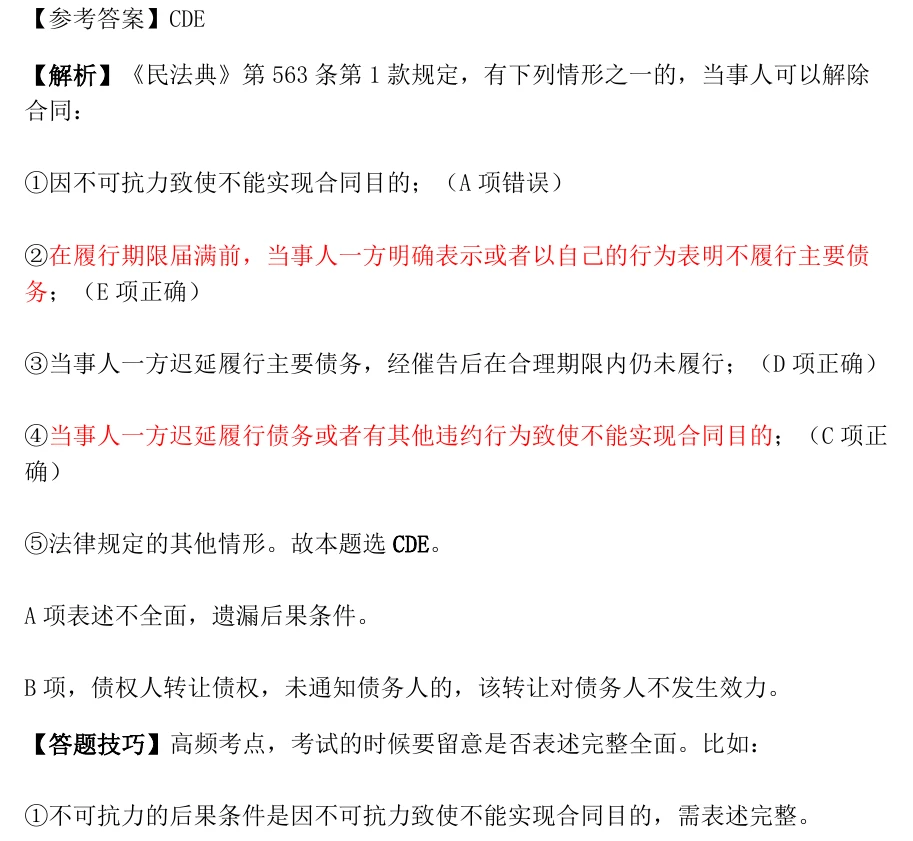 【参考答案】CDE
【解析】《民法典》第 563 条第 1 款规定，有下列情形之一的，当事人可以解除
合同：
①因不可抗力致使不能实现合同目的；（A 项错误）
②在履行期限届满前，当事人一方明确表示或者以自己的行为表明不履行主要债
务；（E 项正确）
③当事人一方迟延履行主要债务，经催告后在合理期限内仍未履行；（D 项正确）
④当事人一方迟延履行债务或者有其他违约行为致使不能实现合同目的；（C 项正
确）
⑤法律规定的其他情形。故本题选 CDE。
A 项表述不全面，遗漏后果条件。
B 项，债权人转让债权，未通知债务人的，该转让对债务人不发生效力。
【答题技巧】高频考点，考试的时候要留意是否表述完整全面。比如：
①不可抗力的后果条件是因不可抗力致使不能实现合同目的，需表述完整。